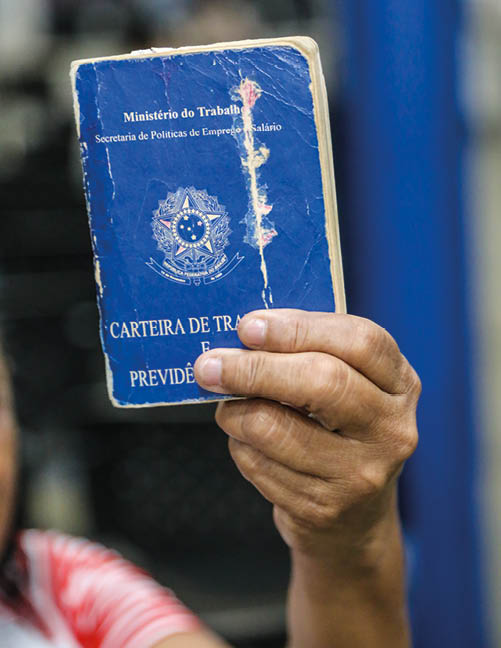 Ministério do Trabalho
Secretaria de Políticas de Emprego e Salário
CARTEIRA DE TRA
E
PREVIDÊ